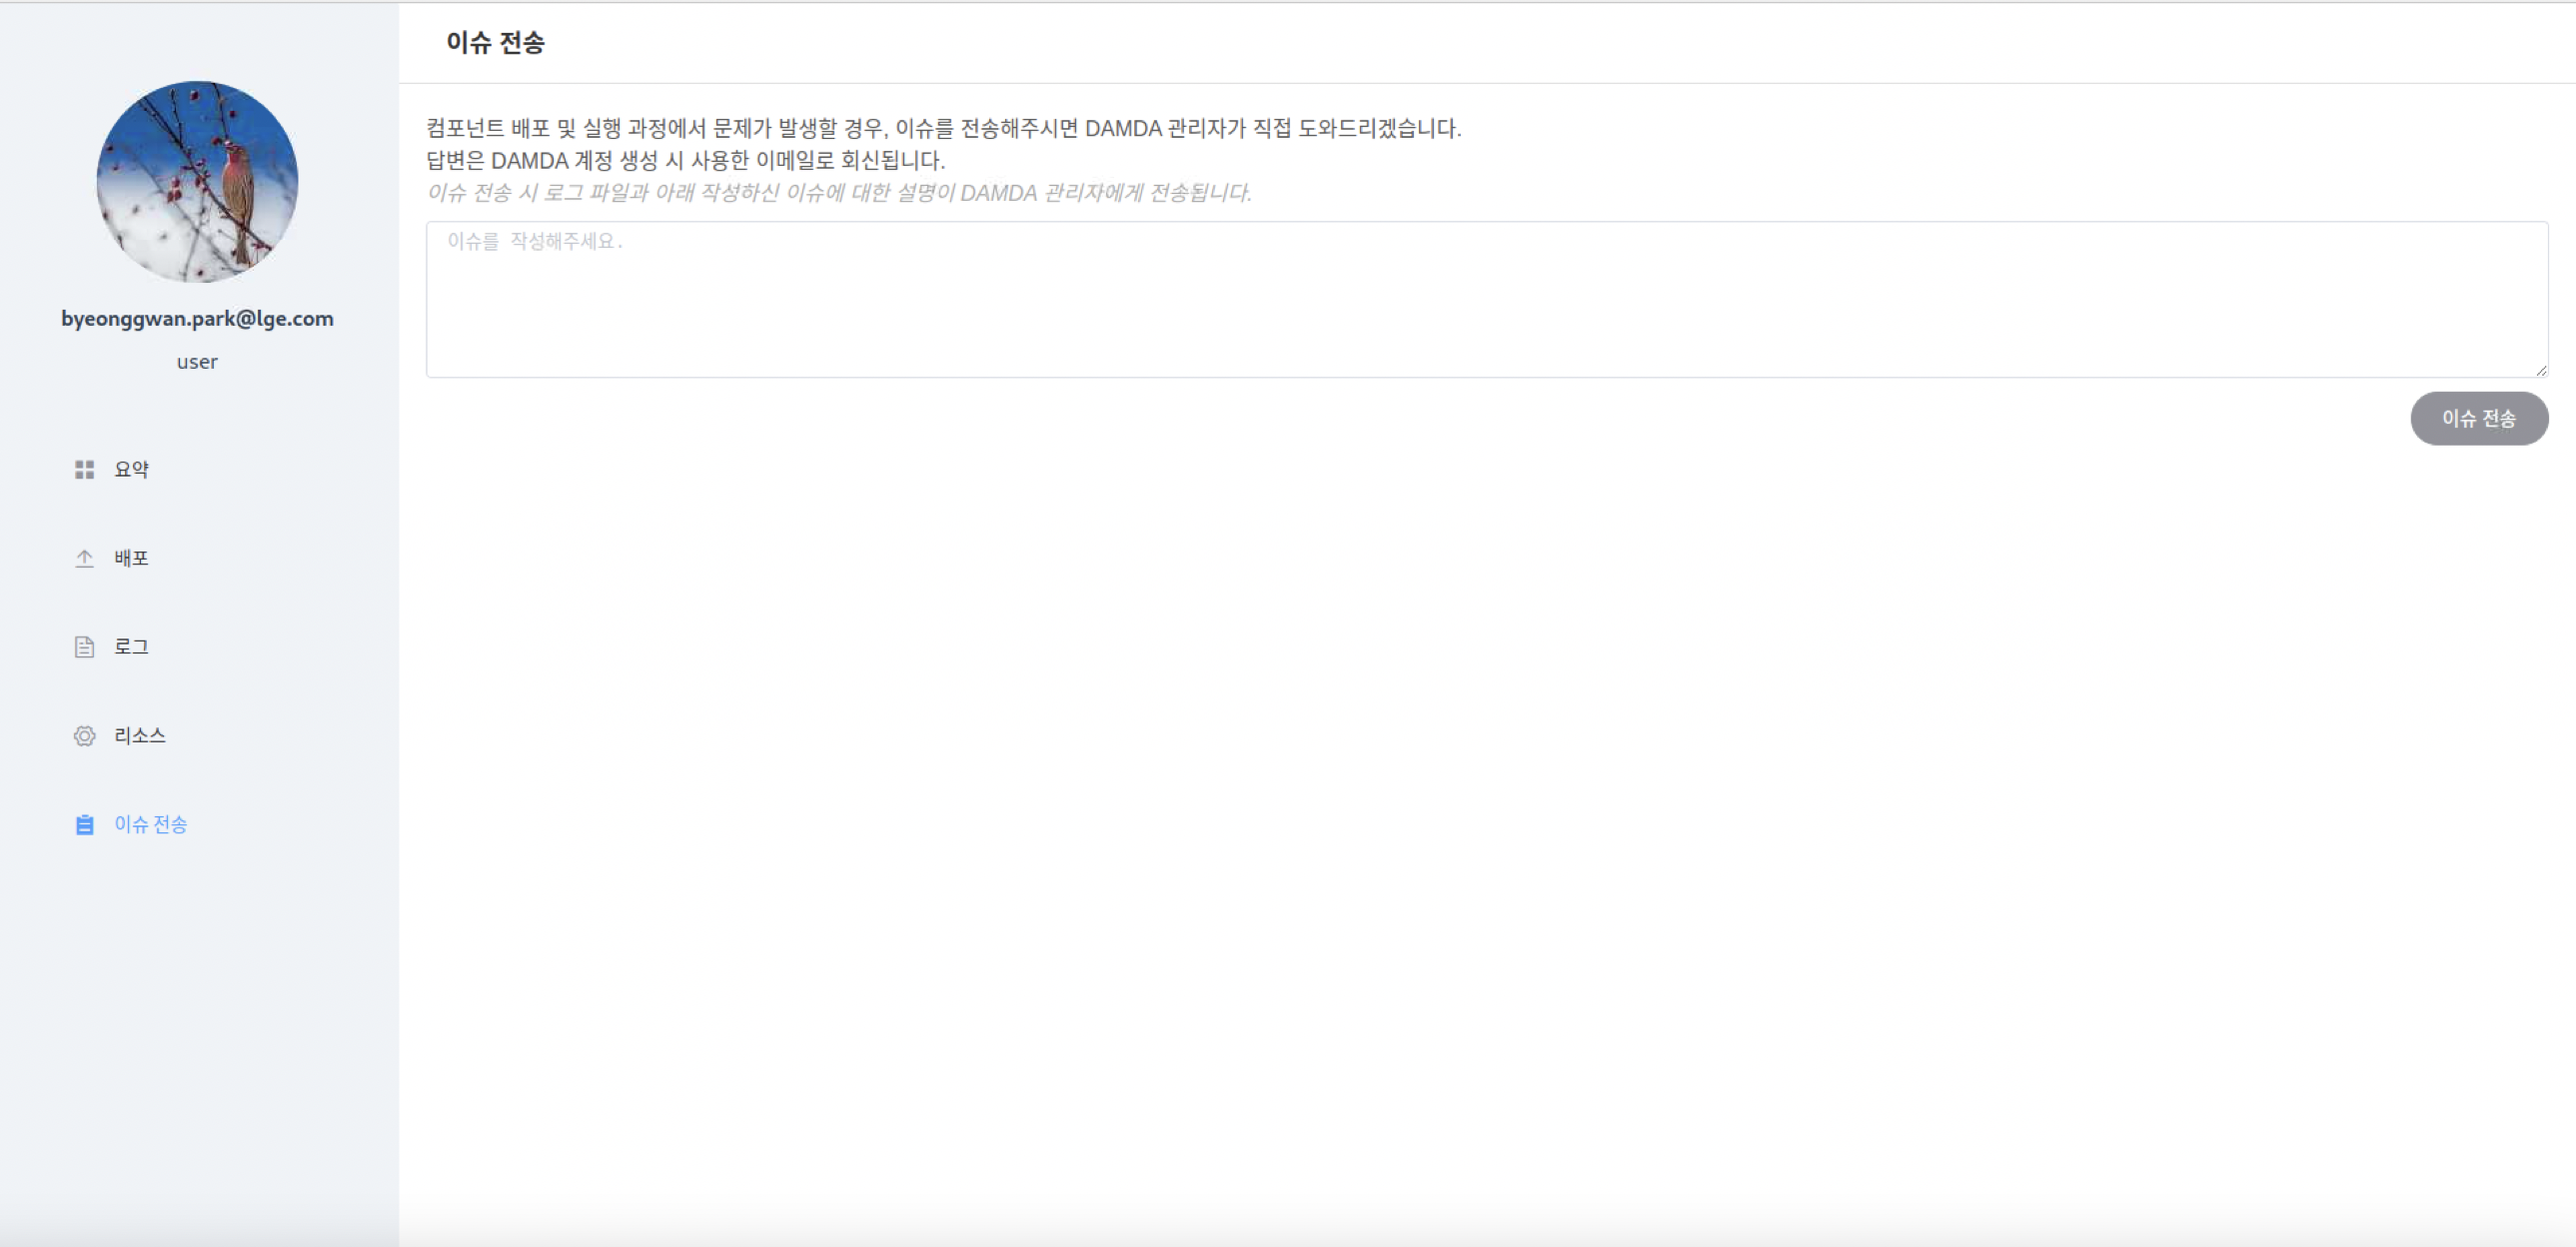 이슈 전송
byeonggwan.park@lge.com
user
요약
배포
로그
리소스
이슈 전송
컴포넌트 배포 및 실행 과정에서 문제가 발생할 경우, 이슈를 전송해주시면 DAMDA 관리자가 직접 도와드리겠습니다.
답변은 DAMDA 계정 생성 시 사용한 이메일로 회신됩니다.
이슈 전송 시 로그 파일과 아래 작성하신 이슈에 대한 설명이 DAMDA 관리자에게 전송됩니다.
이슈를 작성해주세요.
이슈 전송